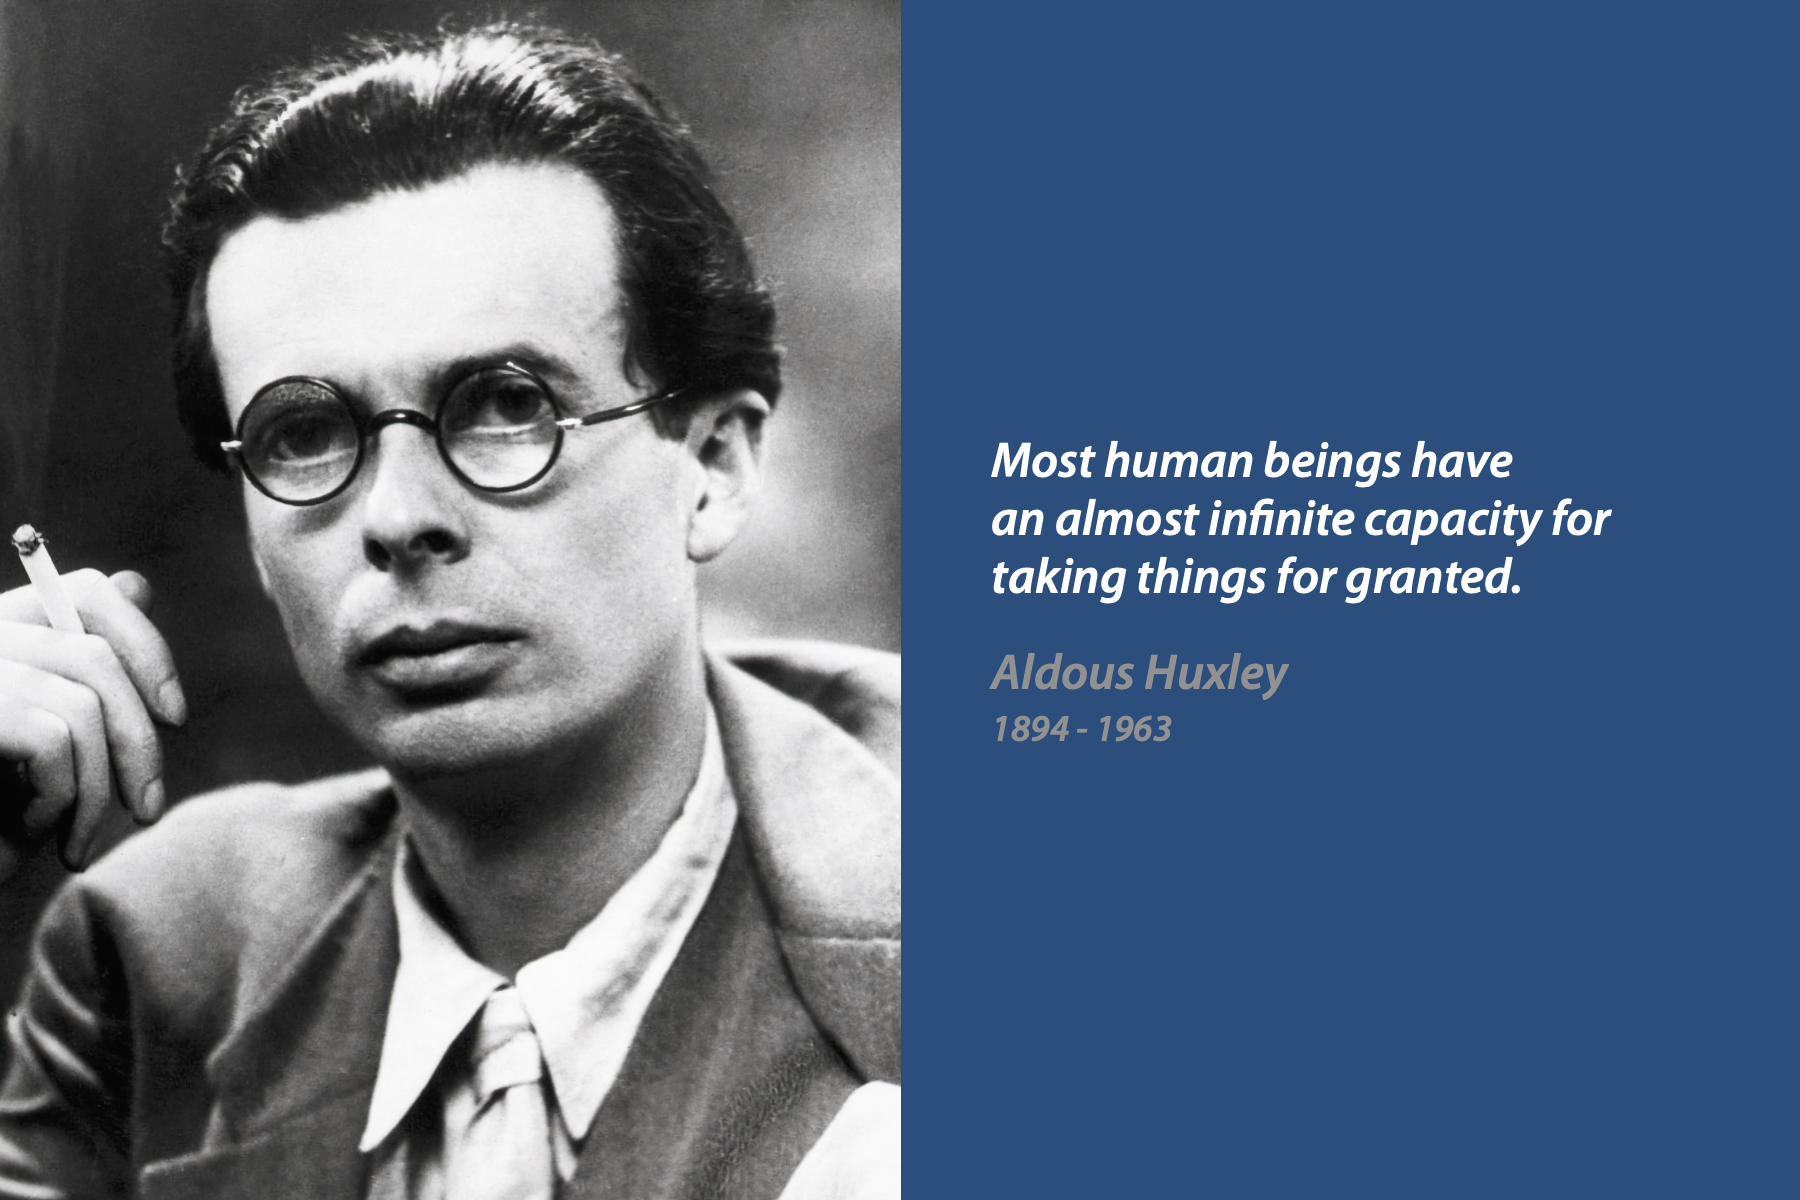 Most human beings have
an almost infinite capacity for
taking things for granted.
Aldous Huxley
1894 - 1963